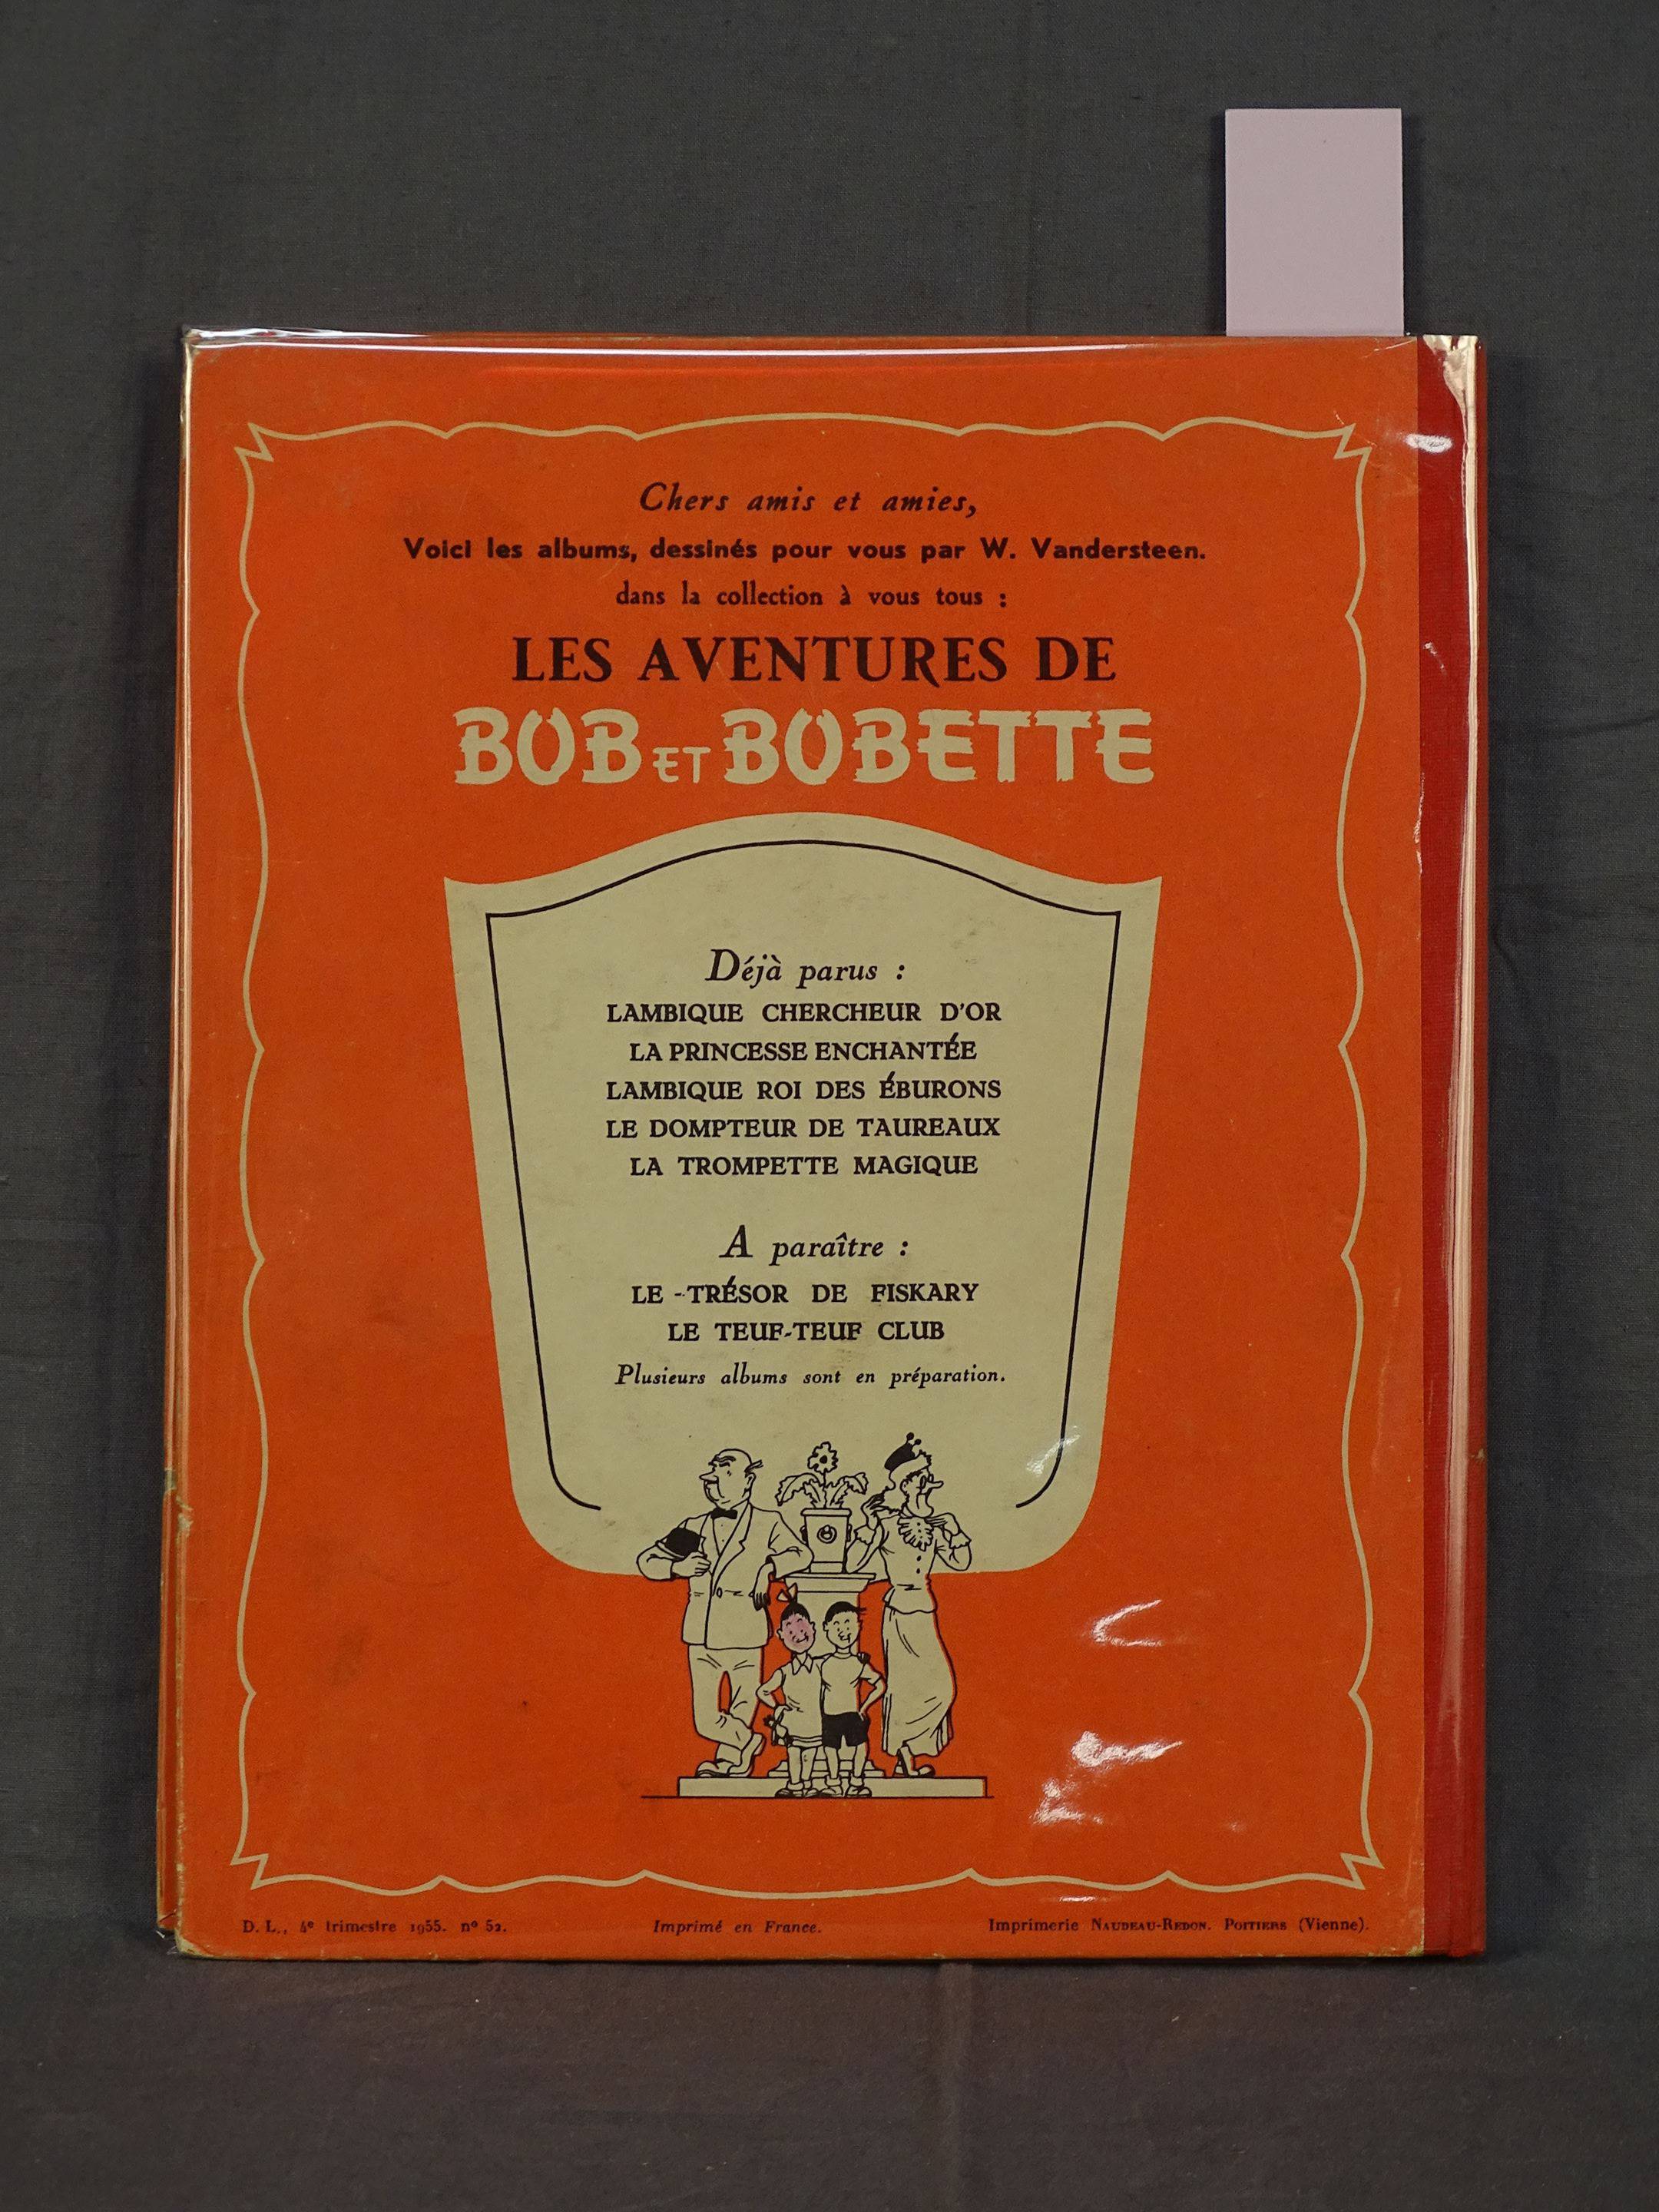 Chers amis et amies,
Voici les albums, dessinés pour vous par W. Vandersteen.
dans la collection à vous tous :
LES AVENTURES DE
BOB ET BOBETTE
Déjà parus :
LAMBIQUE CHERCHEUR D'OR
LA PRINCESSE ENCHANTÉE
LAMBIQUE ROI DES ÉBURONS
LE DOMPTEUR DE TAUREAUX
LA TROMPETTE MAGIQUE
A paraître :
LE - TRÉSOR DE FISKARY
LE TEUF-TEUF CLUB
Plusieurs albums sont en préparation.
D. L., 4e trimestre 1955. nº 52.
Imprimé en France.
Imprimerie NAUDEAU-REDON. POITIERS (Vienne).